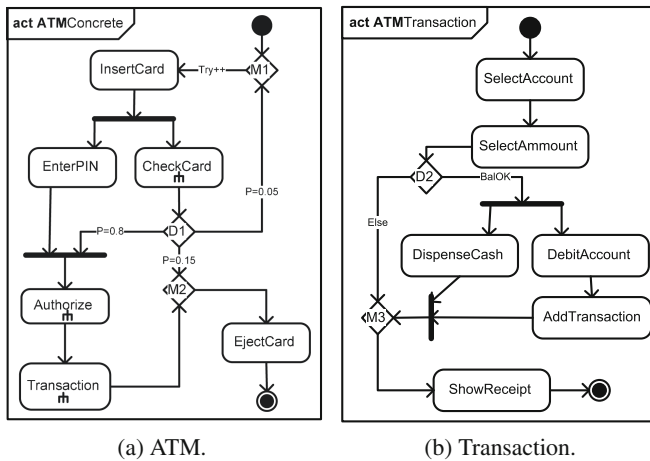 act ATMConcrete
InsertCard
Try++
M1
EnterPIN
CheckCard
P=0.05
P=0.8
D1
P=0.15
M2
Authorize
EjectCard
Transaction
(a) ATM.
act ATMTransaction
SelectAccount
SelectAmmount
D2
BalOK
Else
DispenseCash
DebitAccount
M3
AddTransaction
ShowReceipt
(b) Transaction.